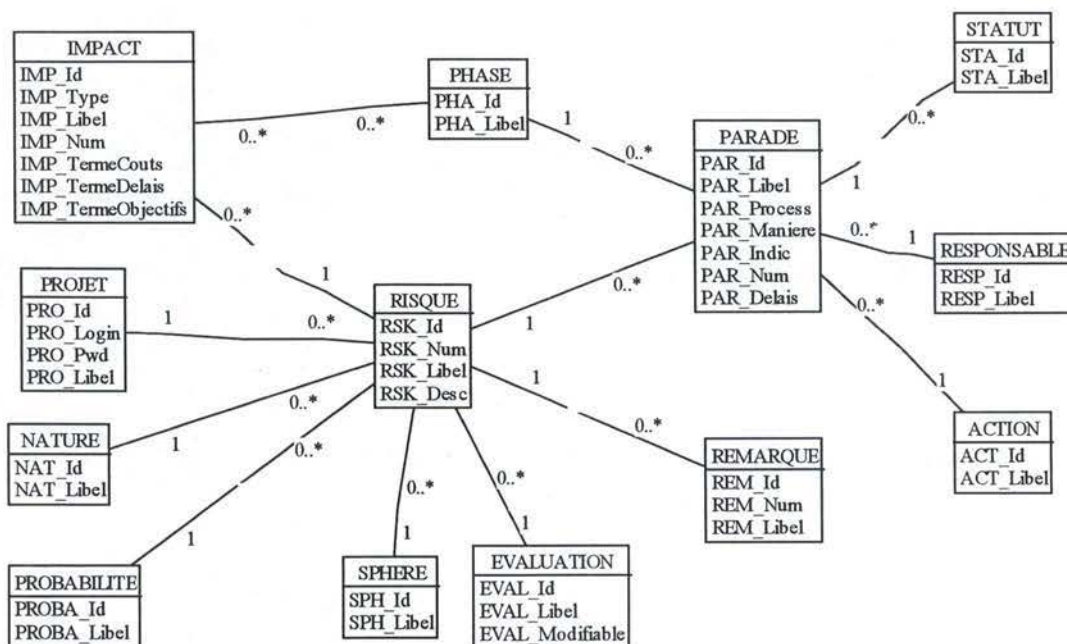 IMPACT
IMP_Id
IMP_Type
IMP_Libel
IMP_Num
IMP_TermeCouts
IMP_TermeDelais
IMP_TermeObjectifs
0..*
0..*
PHASE
PHA_Id
PHA_Libel
1
0..*
STATUT
STA_Id
STA_Libel
0..*
1
PARADE
PAR_Id
PAR_Libel
PAR_Process
PAR_Maniere
PAR_Indic
PAR_Num
PAR_Delais
0..*
1
RESPONSABLE
RESP_Id
RESP_Libel
0..*
1
ACTION
ACT_Id
ACT_Libel
0..*
1
0..*
1
PROJET
PRO_Id
PRO_Login
PRO_Pwd
PRO_Libel
1
0..*
RISQUE
RSK_Id
RSK_Num
RSK_Libel
RSK_Desc
1
0..*
REMARQUE
REM_Id
REM_Num
REM_Libel
NATURE
NAT_Id
NAT_Libel
1
0..*
0..*
1
PROBABILITE
PROBA_Id
PROBA_Libel
0..*
1
SPHERE
SPH_Id
SPH_Libel
0..*
1
EVALUATION
EVAL_Id
EVAL_Libel
EVAL_Modifiable